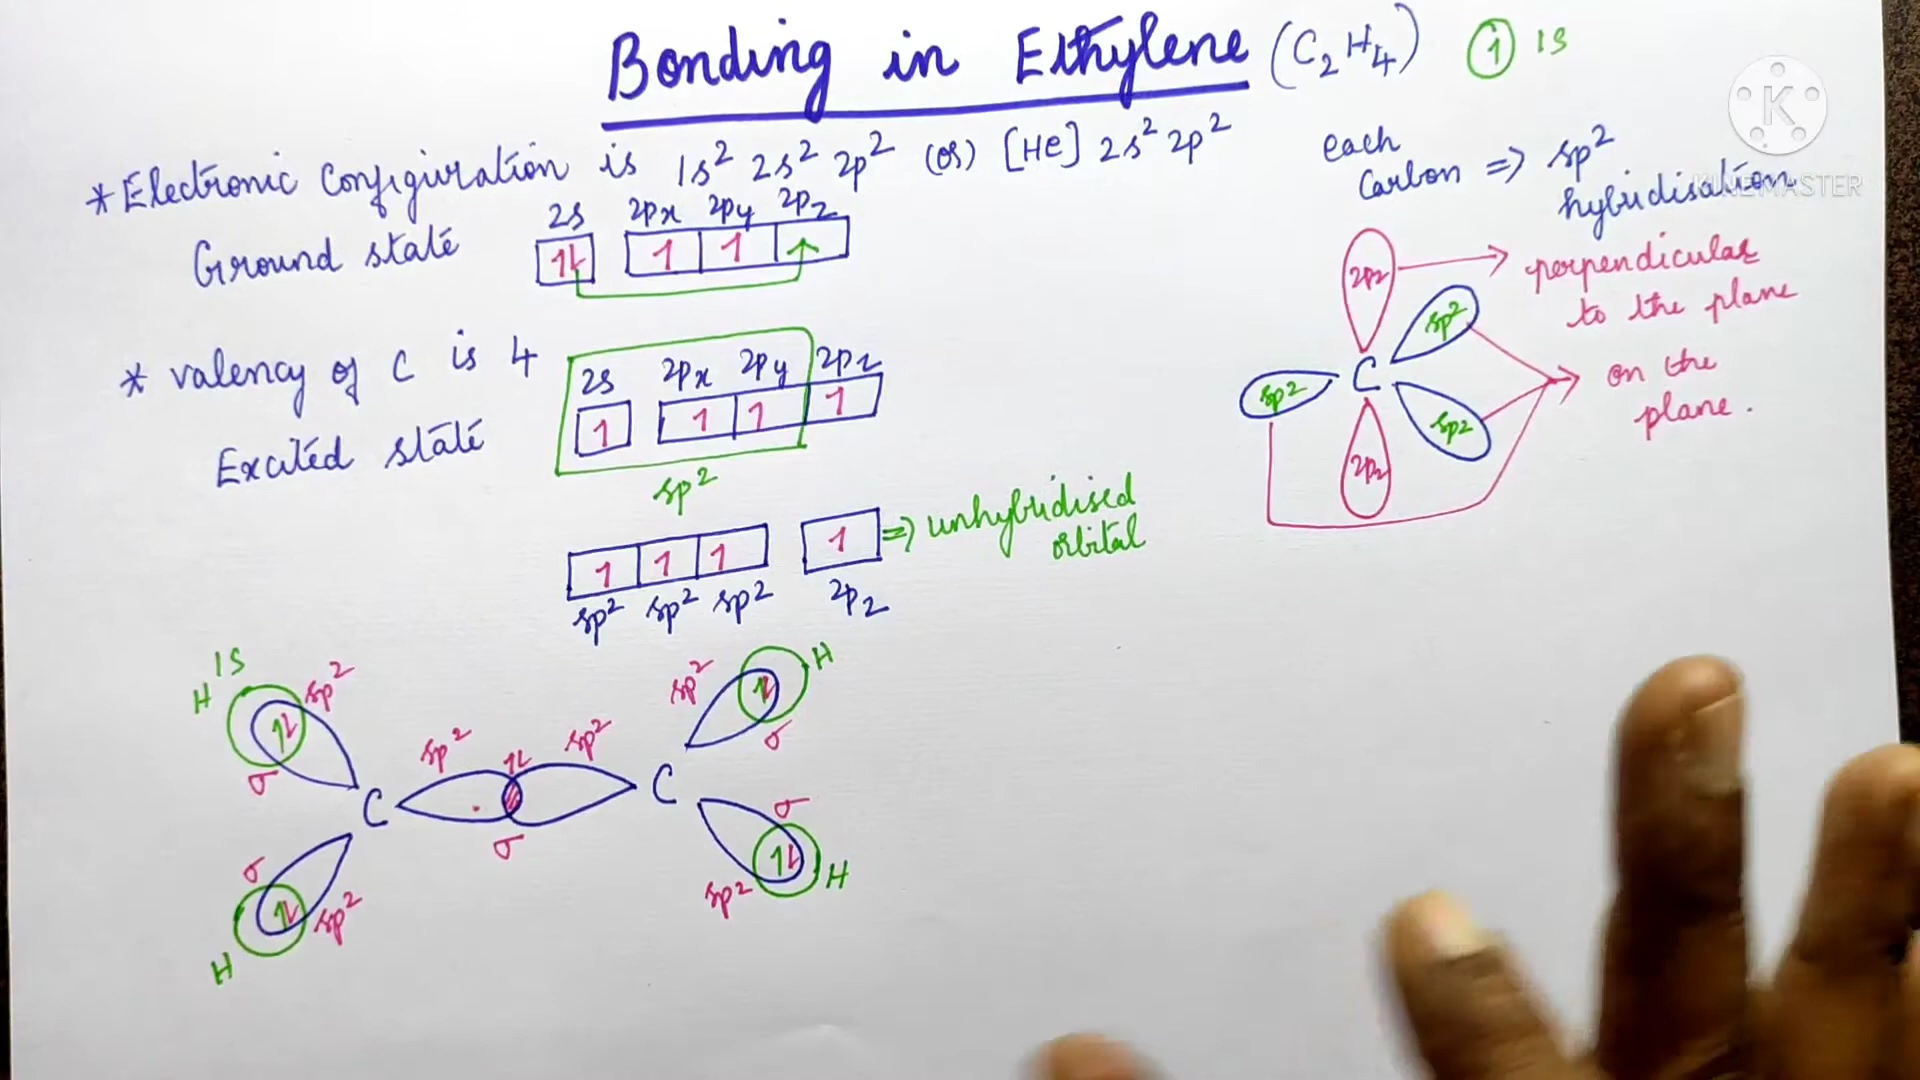 Bonding in Ethylene (C2H4) 1 1s
*Electronic Configuration is 1s² 2s² 2p² (or) [He] 2s² 2p²
each
Carbon => sp²
hybridisation
K
KINEMASTER
2s 2px 2py 2pz
Ground state 1⇂ 1 1 ↑
2pz perpendicular
to the plane
* valency of C is 4
2s 2px 2py 2pz
Excited state 1 1 1 1
sp²
sp²
sp2 C
sp2
on the
plane.
2pz
1 1 1 1 => unhybridised
orbital
sp² sp² sp² 2pz
H 1s sp² 1⇂ σ
sp² 1⇂ H σ
sp² 1⇂ sp²
C C
σ
σ 1⇂ sp² H
σ 1⇂ sp² H